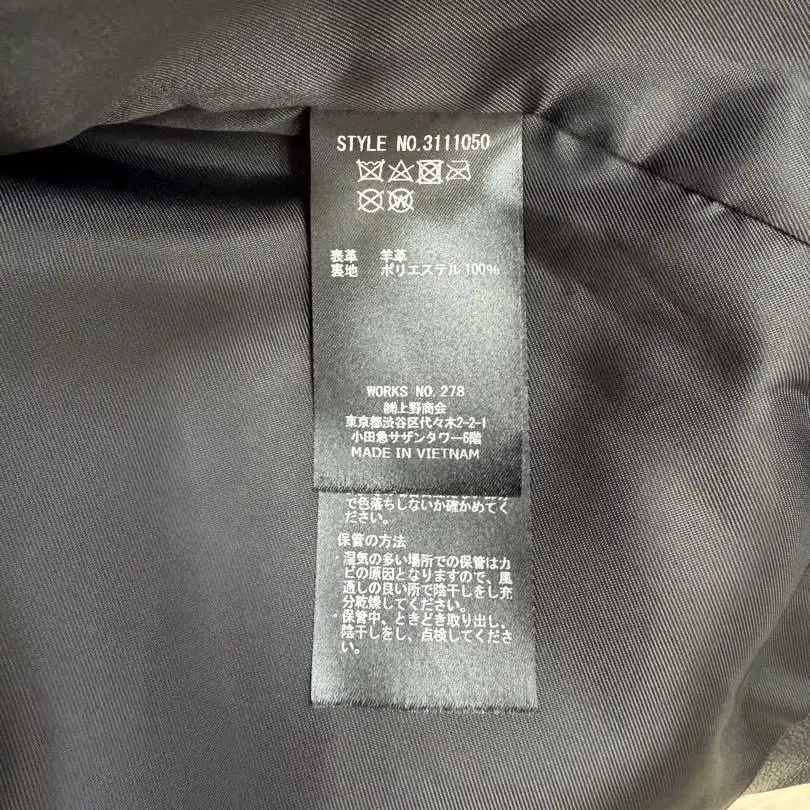 STYLE NO.3111050
W
表革 羊革
裏地 ポリエステル 100%
WORKS NO. 278
㈱上野商会
東京都渋谷区代々木2-2-1
小田急サザンタワー6階
MADE IN VIETNAM
で色落ちしないか確かめてく
ださい。
保管の方法
・湿気の多い場所での保管はカ
ビの原因となりますので、風
通しの良い所で陰干しをし充
分乾燥してください。
・保管中、ときどき取り出し、
陰干しをし、点検してくださ
い。